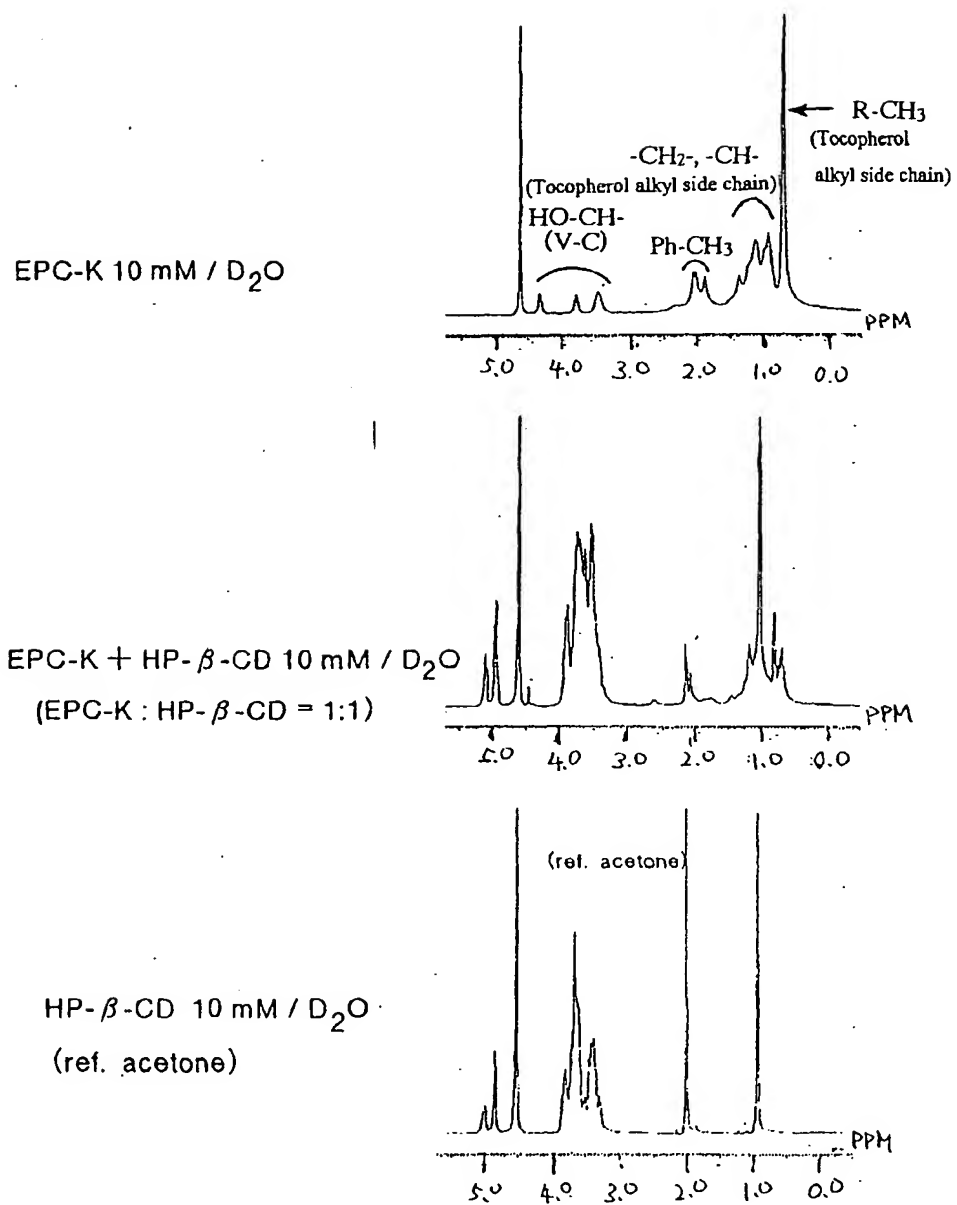 R-CH3
(Tocopherol
alkyl side chain)
-CH2-, -CH-
(Tocopherol alkyl side chain)
HO-CH-
(V-C)
Ph-CH3
EPC-K 10 mM / D2O
PPM
5.0 4.0 3.0 2.0 1.0 0.0
EPC-K + HP-β-CD 10 mM / D2O
(EPC-K : HP-β-CD = 1:1)
PPM
5.0 4.0 3.0 2.0 1.0 0.0
(ref. acetone)
HP-β-CD 10 mM / D2O
(ref. acetone)
PPM
5.0 4.0 3.0 2.0 1.0 0.0